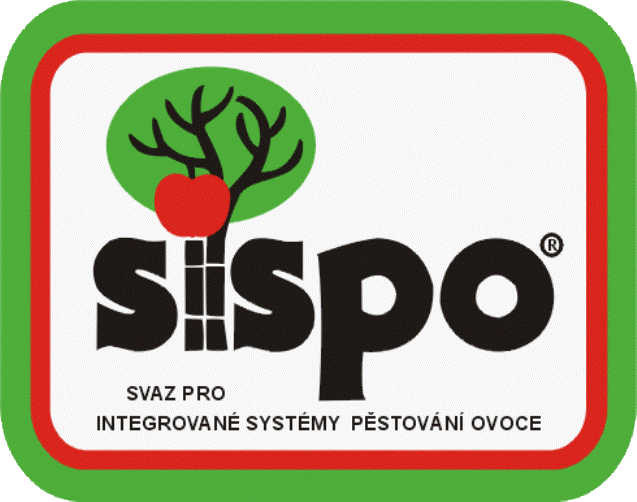 sispo®
SVAZ PRO
INTEGROVANÉ SYSTÉMY PĚSTOVÁNÍ OVOCE